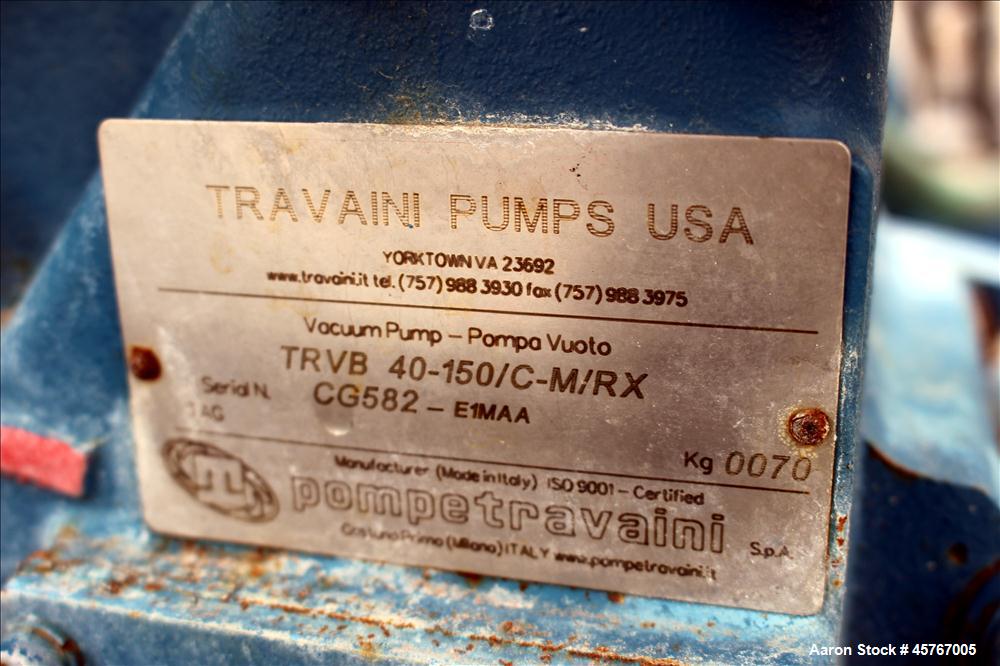 TRAVAINI PUMPS USA
YORKTOWN VA 23692
www.travaini.it tel. (757) 988 3930 fax (757) 988 3975
Vacuum Pump – Pompa Vuoto
TRVB 40-150/C-M/RX
Serial N. CG582 – E1MAA
AG
Kg 0070
Manufacturer (Made in Italy) ISO 9001 – Certified
pompetravaini S.p.A.
Castano Primo (Milano) ITALY www.pompetravaini.it
Aaron Stock # 45767005